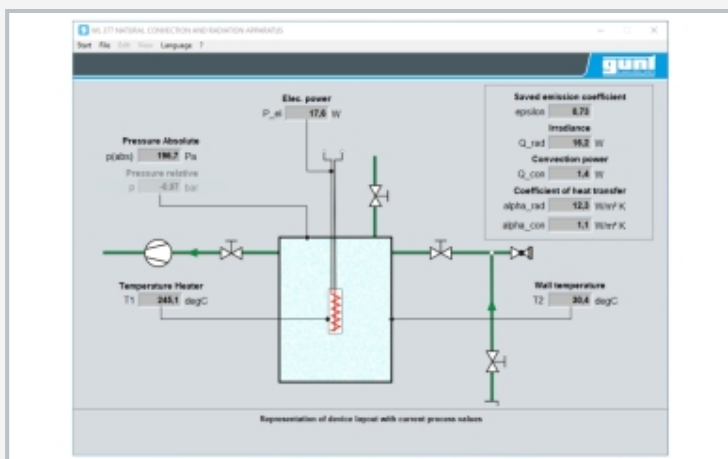 WL 377 NATURAL CONVECTION AND RADIATION APPARATUS
Start File Edit View Language ?
gunt
Elec. power
P_el 17,6 W
Pressure Absolute
p(abs) 196,7 Pa
Pressure relative
p -0,97 bar
Saved emission coefficient
epsilon 0,73
Irradiance
Q_rad 16,2 W
Convection power
Q_con 1,4 W
Coefficient of heat transfer
alpha_rad 12,3 W/m² K
alpha_con 1,1 W/m² K
Temperature Heater
T1 245,1 degC
Wall temperature
T2 30,4 degC
Representation of device layout with current process values